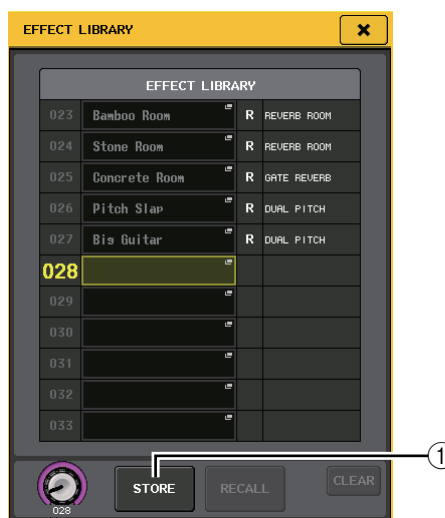 EFFECT LIBRARY ×
EFFECT LIBRARY
023 Bamboo Room R REVERB ROOM
024 Stone Room R REVERB ROOM
025 Concrete Room R GATE REVERB
026 Pitch Slap R DUAL PITCH
027 Big Guitar R DUAL PITCH
028
029
030
031
032
033
1
028 STORE RECALL CLEAR